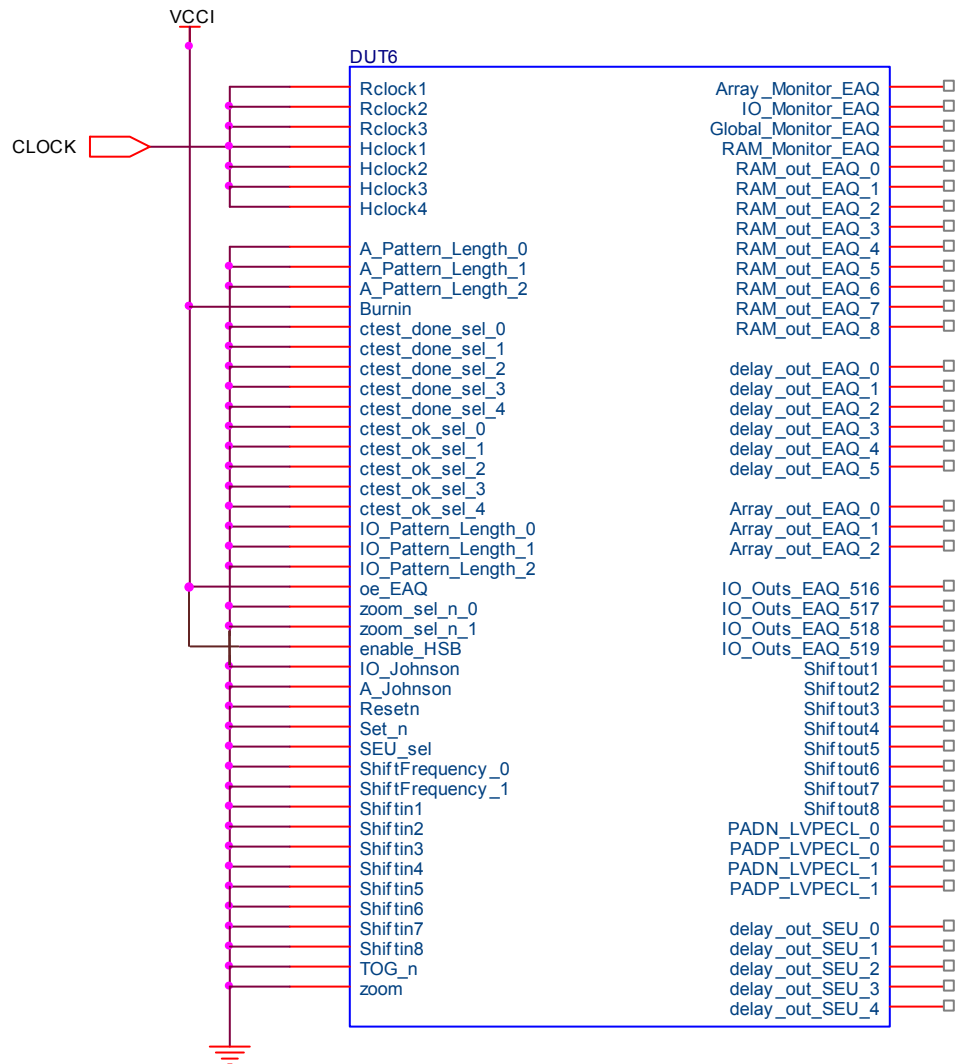 VCCI
DUT6
CLOCK
Rclock1
Rclock2
Rclock3
Hclock1
Hclock2
Hclock3
Hclock4
A_Pattern_Length_0
A_Pattern_Length_1
A_Pattern_Length_2
Burnin
ctest_done_sel_0
ctest_done_sel_1
ctest_done_sel_2
ctest_done_sel_3
ctest_done_sel_4
ctest_ok_sel_0
ctest_ok_sel_1
ctest_ok_sel_2
ctest_ok_sel_3
ctest_ok_sel_4
IO_Pattern_Length_0
IO_Pattern_Length_1
IO_Pattern_Length_2
oe_EAQ
zoom_sel_n_0
zoom_sel_n_1
enable_HSB
IO_Johnson
A_Johnson
Resetn
Set_n
SEU_sel
ShiftFrequency_0
ShiftFrequency_1
Shiftin1
Shiftin2
Shiftin3
Shiftin4
Shiftin5
Shiftin6
Shiftin7
Shiftin8
TOG_n
zoom
Array_Monitor_EAQ
IO_Monitor_EAQ
Global_Monitor_EAQ
RAM_Monitor_EAQ
RAM_out_EAQ_0
RAM_out_EAQ_1
RAM_out_EAQ_2
RAM_out_EAQ_3
RAM_out_EAQ_4
RAM_out_EAQ_5
RAM_out_EAQ_6
RAM_out_EAQ_7
RAM_out_EAQ_8
delay_out_EAQ_0
delay_out_EAQ_1
delay_out_EAQ_2
delay_out_EAQ_3
delay_out_EAQ_4
delay_out_EAQ_5
Array_out_EAQ_0
Array_out_EAQ_1
Array_out_EAQ_2
IO_Outs_EAQ_516
IO_Outs_EAQ_517
IO_Outs_EAQ_518
IO_Outs_EAQ_519
Shiftout1
Shiftout2
Shiftout3
Shiftout4
Shiftout5
Shiftout6
Shiftout7
Shiftout8
PADN_LVPECL_0
PADP_LVPECL_0
PADN_LVPECL_1
PADP_LVPECL_1
delay_out_SEU_0
delay_out_SEU_1
delay_out_SEU_2
delay_out_SEU_3
delay_out_SEU_4